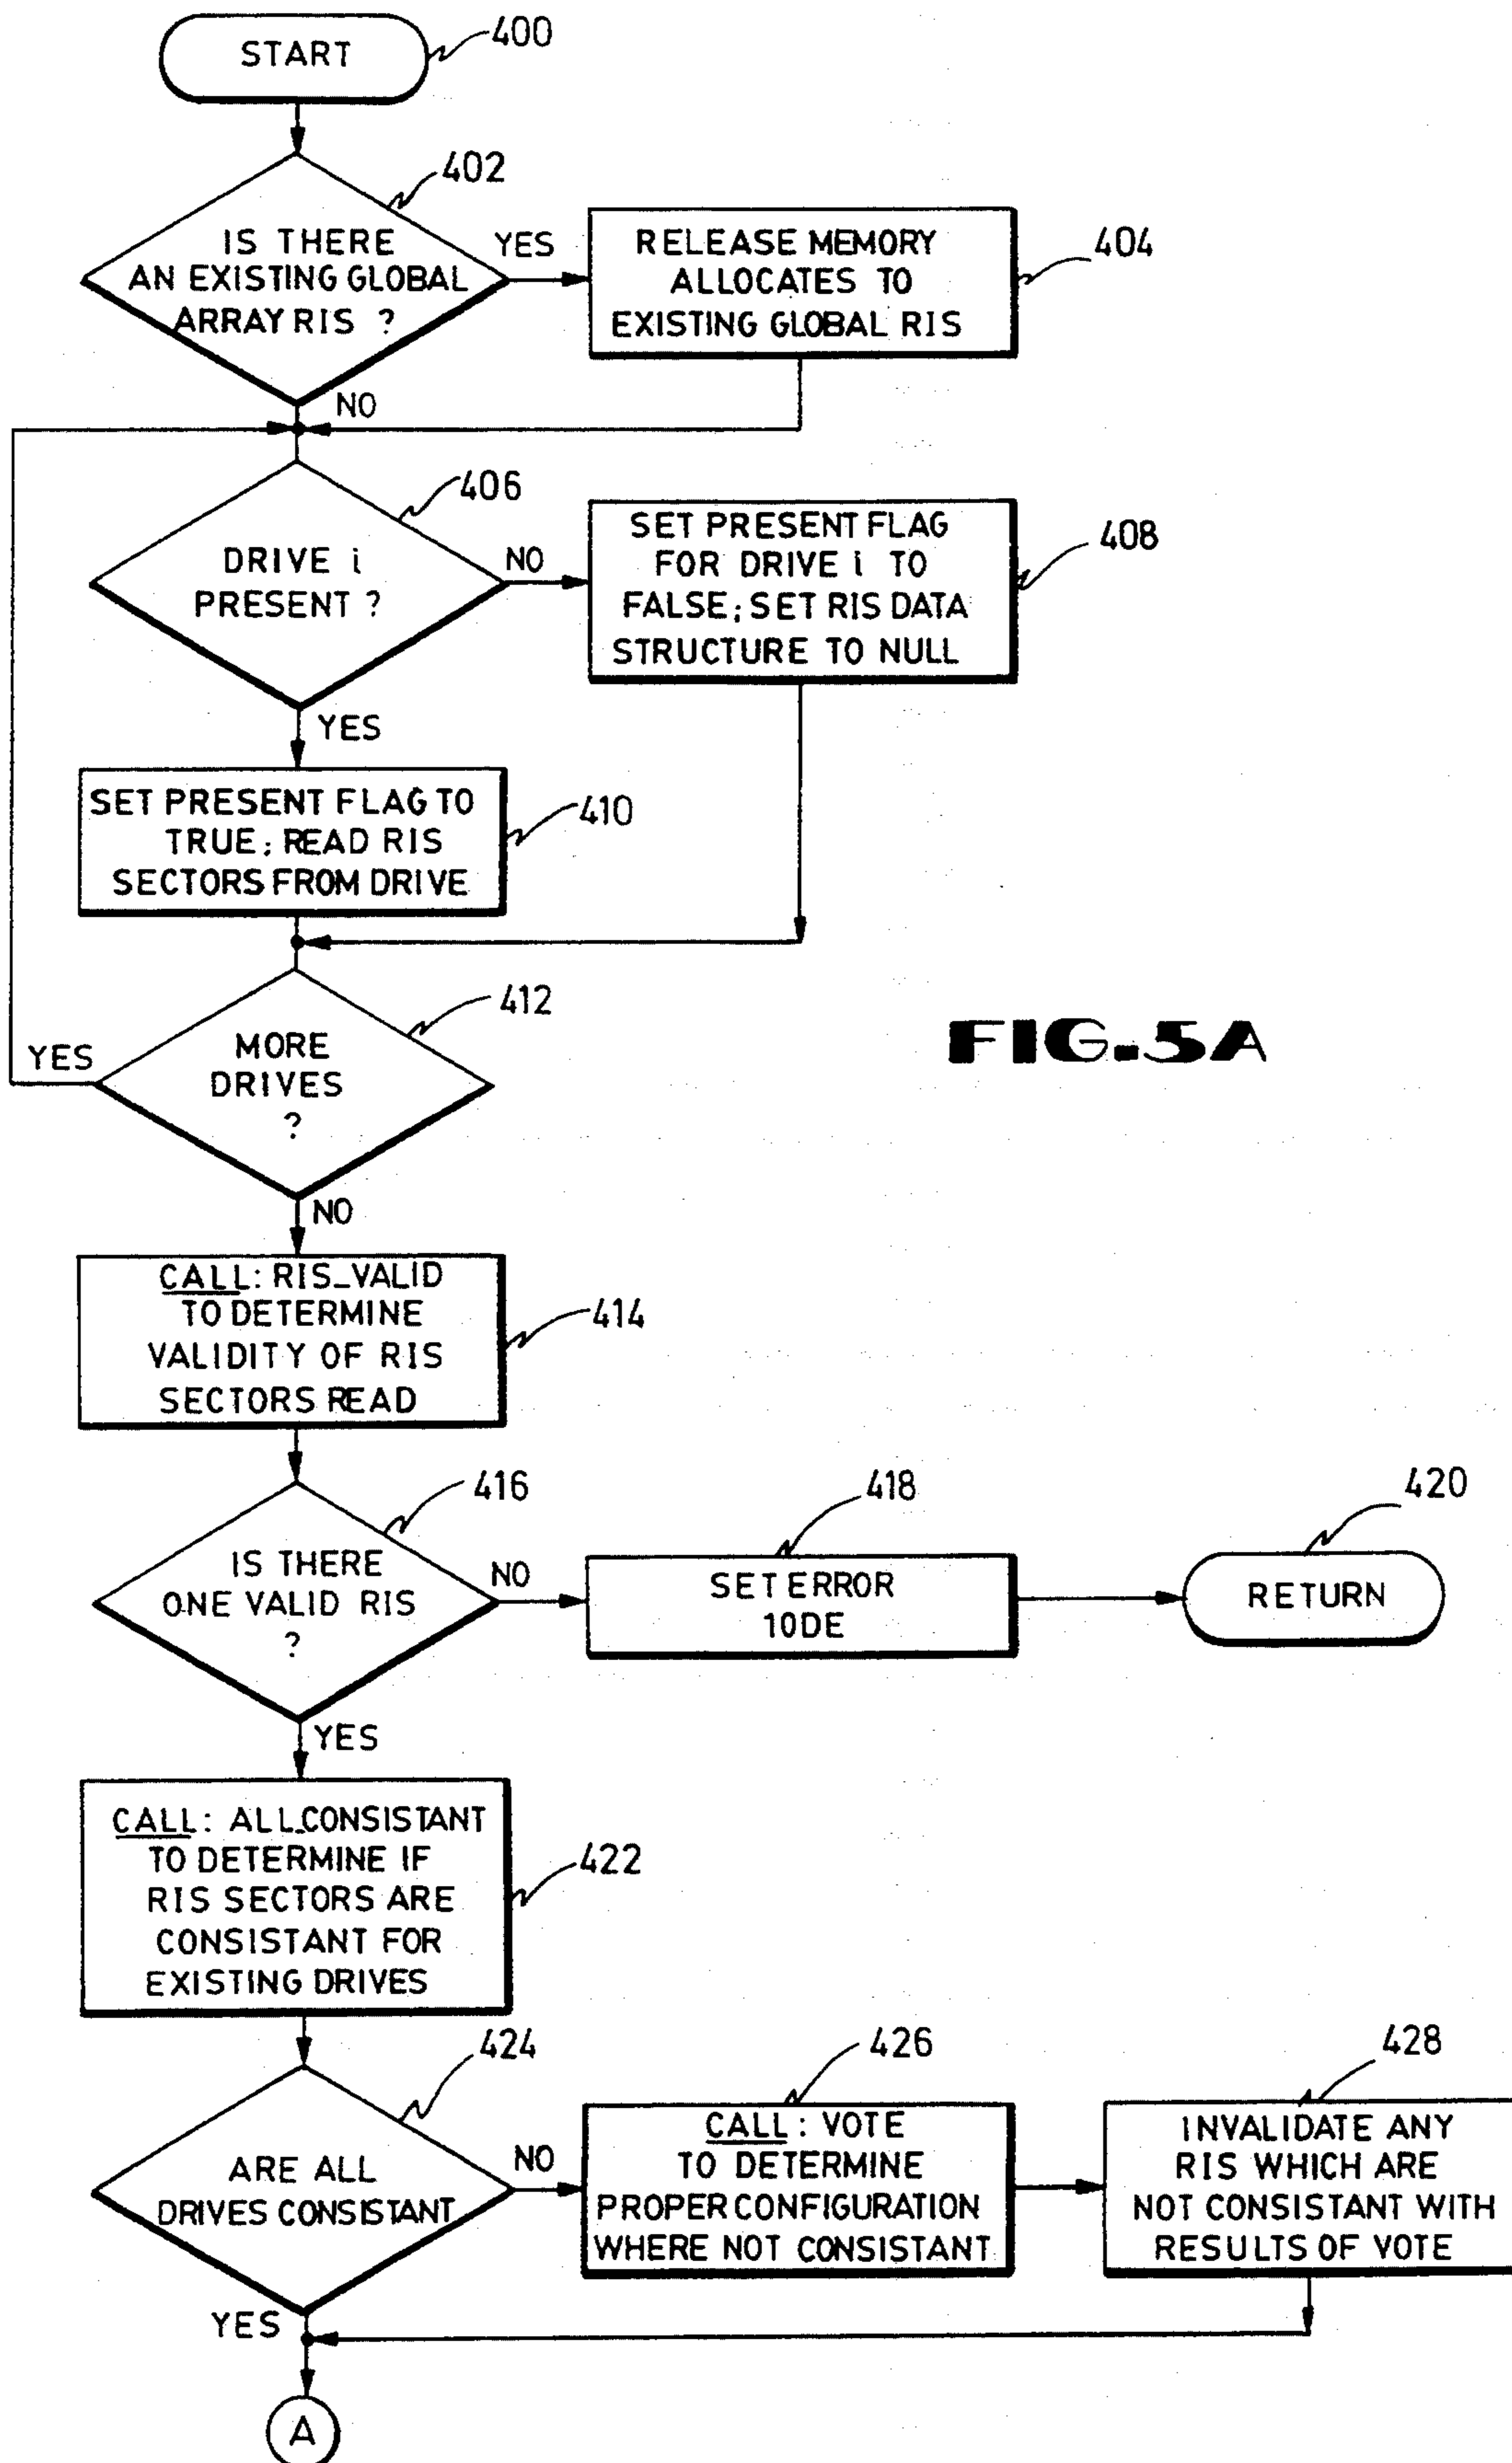 START
400
402
IS THERE
AN EXISTING GLOBAL
ARRAY RIS ?
YES
RELEASE MEMORY
ALLOCATES TO
EXISTING GLOBAL RIS
404
NO
406
DRIVE i
PRESENT ?
NO
SET PRESENT FLAG
FOR DRIVE i TO
FALSE; SET RIS DATA
STRUCTURE TO NULL
408
YES
SET PRESENT FLAG TO
TRUE; READ RIS
SECTORS FROM DRIVE
410
412
MORE
DRIVES
?
YES
FIG.5A
NO
CALL: RIS_VALID
TO DETERMINE
VALIDITY OF RIS
SECTORS READ
414
416
IS THERE
ONE VALID RIS
?
NO
418
SET ERROR
10DE
420
RETURN
YES
CALL: ALL_CONSISTANT
TO DETERMINE IF
RIS SECTORS ARE
CONSISTANT FOR
EXISTING DRIVES
422
424
ARE ALL
DRIVES CONSISTANT
NO
426
CALL: VOTE
TO DETERMINE
PROPER CONFIGURATION
WHERE NOT CONSISTANT
428
INVALIDATE ANY
RIS WHICH ARE
NOT CONSISTANT WITH
RESULTS OF VOTE
YES
A